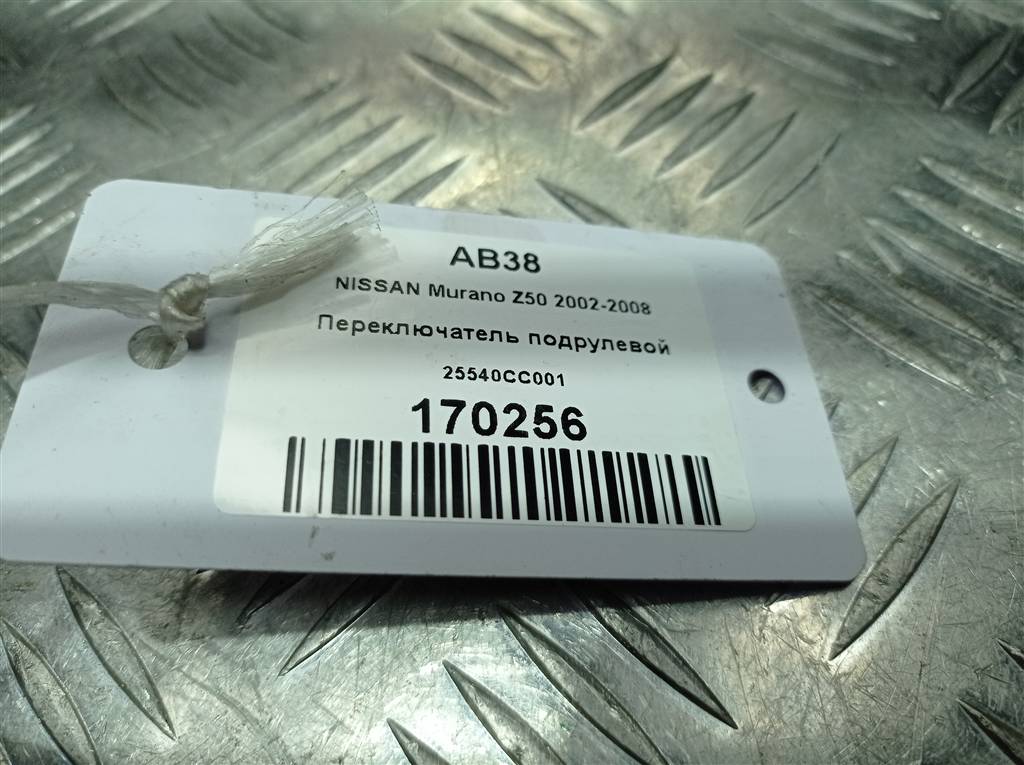 AB38
NISSAN Murano Z50 2002-2008
Переключатель подрулевой
25540CC001
170256